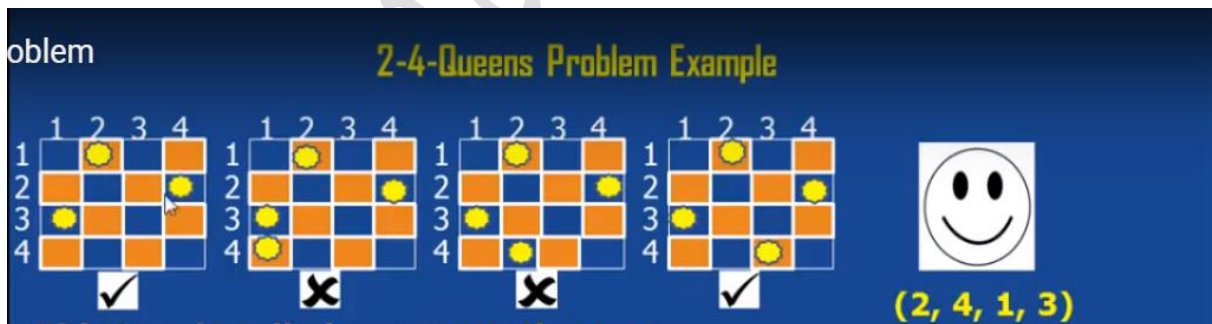 oblem
2-4-Queens Problem Example
1 2 3 4 1 2 3 4 1 2 3 4 1 2 3 4
1 1 1 1
2 2 2 2
3 3 3 3
4 4 4 4
(2, 4, 1, 3)